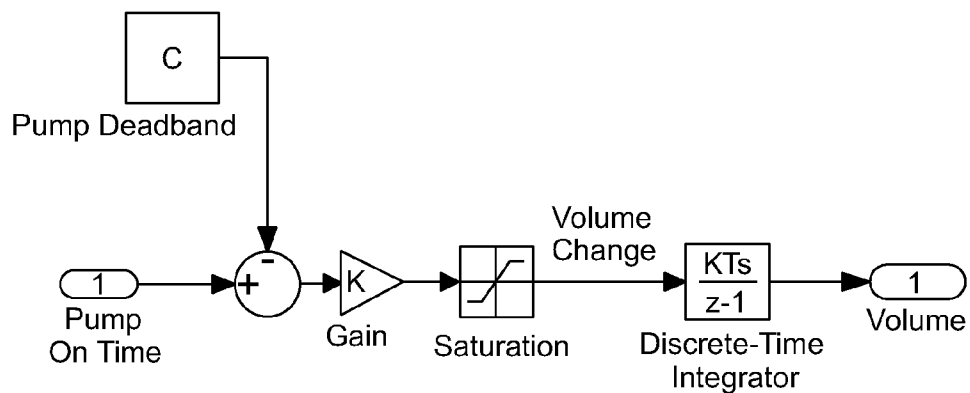 C
Pump Deadband
-
+
1
Pump
On Time
K
Gain
Saturation
Volume
Change
KTs
z-1
Discrete-Time
Integrator
1
Volume